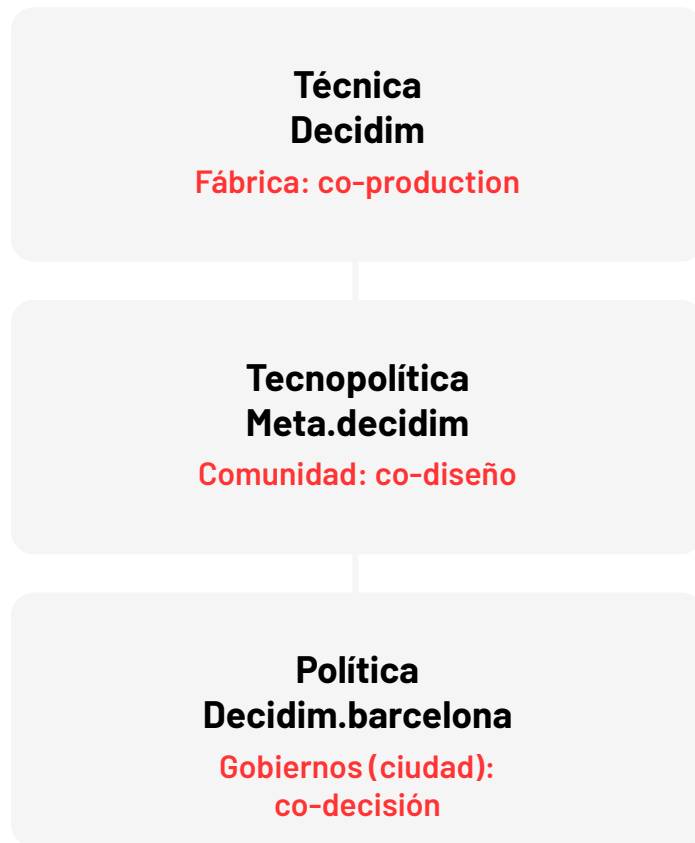 Técnica
Decidim
Fábrica: co-production
Tecnopolítica
Meta.decidim
Comunidad: co-diseño
Política
Decidim.barcelona
Gobiernos (ciudad):
co-decisión